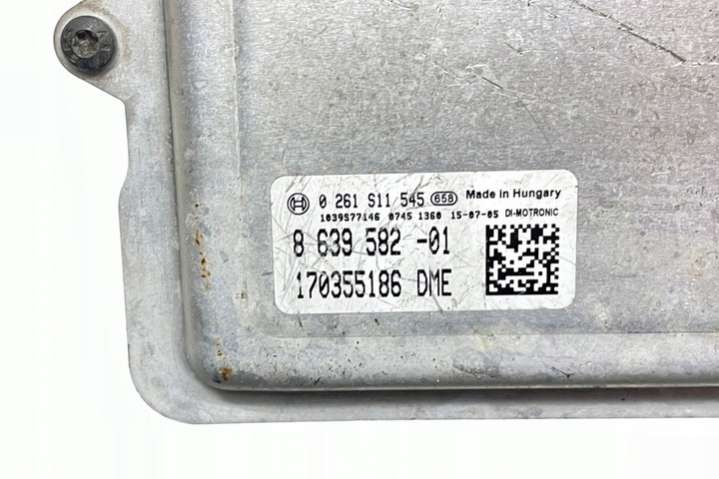 0 261 S11 545 658 Made in Hungary
1039S77146 0745 1360 15-07-05 DI-MOTRONIC
8 639 582 -01
170355186 DME